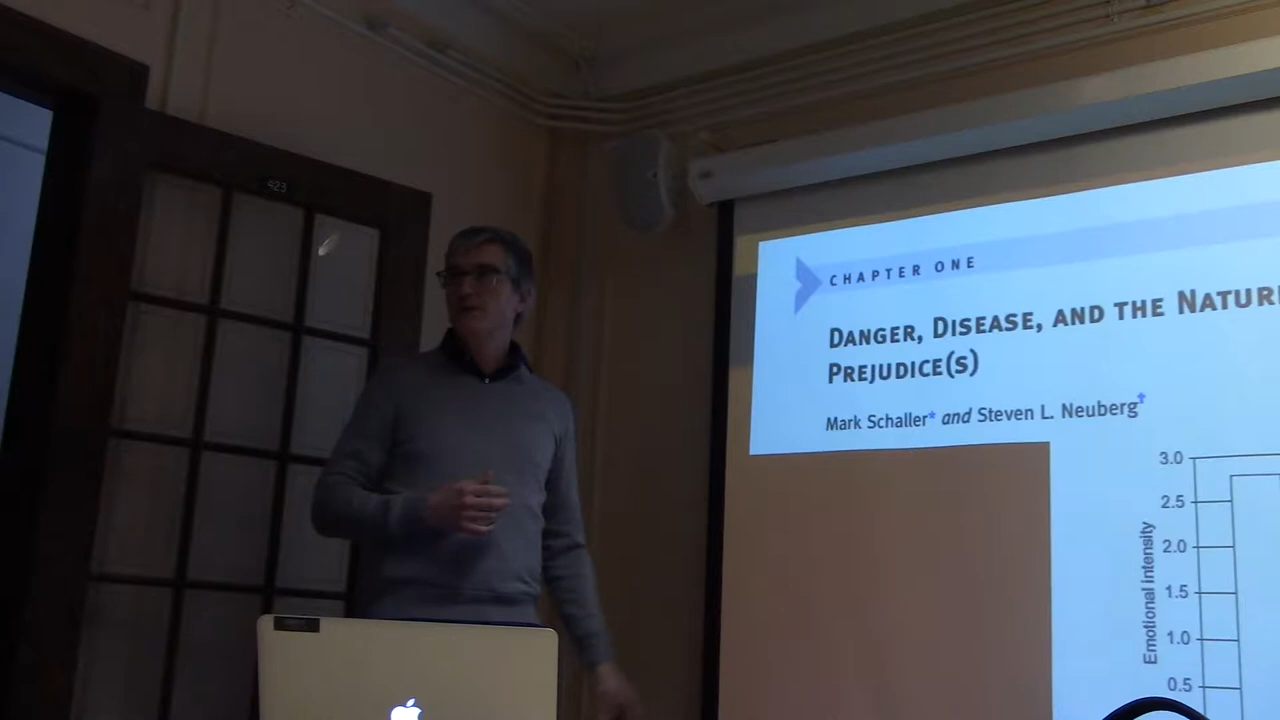 423
CHAPTER ONE
DANGER, DISEASE, AND THE NATUR
PREJUDICE(S)
Mark Schaller* and Steven L. Neuberg†
3.0
2.5
2.0
1.5
1.0
0.5
Emotional intensity